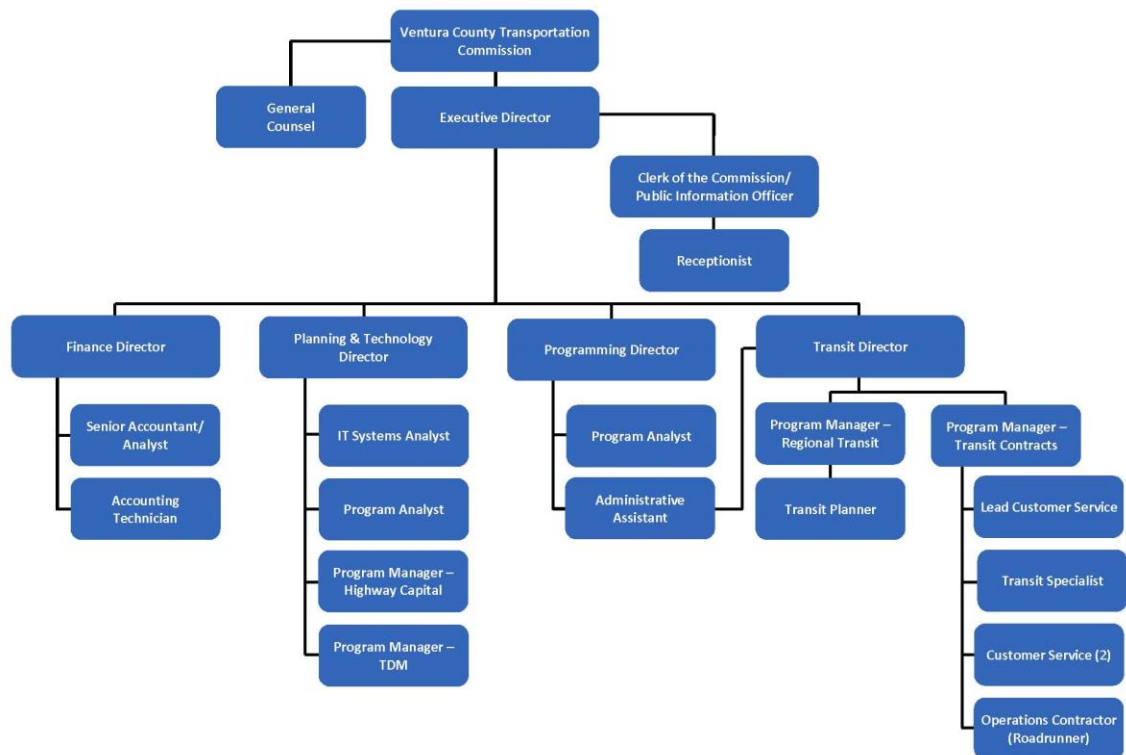 Ventura County Transportation
Commission
General
Counsel
Executive Director
Clerk of the Commission/
Public Information Officer
Receptionist
Finance Director
Planning & Technology
Director
Programming Director
Transit Director
Senior Accountant/
Analyst
Accounting
Technician
IT Systems Analyst
Program Analyst
Program Manager –
Highway Capital
Program Manager –
TDM
Program Analyst
Administrative
Assistant
Program Manager –
Regional Transit
Transit Planner
Program Manager –
Transit Contracts
Lead Customer Service
Transit Specialist
Customer Service (2)
Operations Contractor
(Roadrunner)